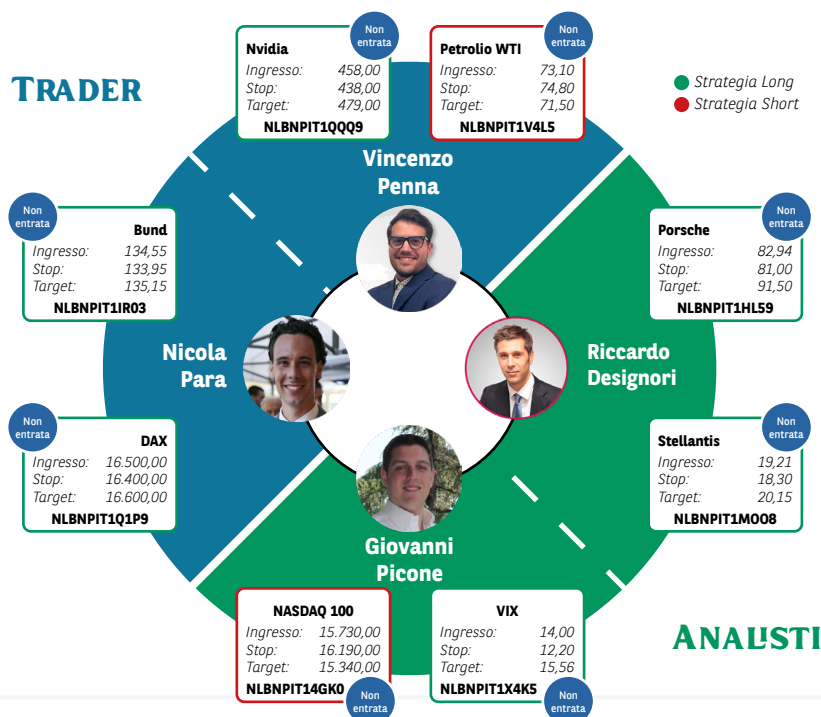 TRADER
Non
entrata
Nvidia
Ingresso: 458,00
Stop: 438,00
Target: 479,00
NLBNPIT1QQQ9
Non
entrata
Petrolio WTI
Ingresso: 73,10
Stop: 74,80
Target: 71,50
NLBNPIT1V4L5
Strategia Long
Strategia Short
Vincenzo
Penna
Non
entrata
Bund
Ingresso: 134,55
Stop: 133,95
Target: 135,15
NLBNPIT1IR03
Non
entrata
Porsche
Ingresso: 82,94
Stop: 81,00
Target: 91,50
NLBNPIT1HL59
Nicola
Para
Riccardo
Designori
Non
entrata
DAX
Ingresso: 16.500,00
Stop: 16.400,00
Target: 16.600,00
NLBNPIT1Q1P9
Non
entrata
Stellantis
Ingresso: 19,21
Stop: 18,30
Target: 20,15
NLBNPIT1MOO8
Giovanni
Picone
NASDAQ 100
Ingresso: 15.730,00
Stop: 16.190,00
Target: 15.340,00
NLBNPIT14GK0
Non
entrata
VIX
Ingresso: 14,00
Stop: 12,20
Target: 15,56
NLBNPIT1X4K5
Non
entrata
ANALISTI